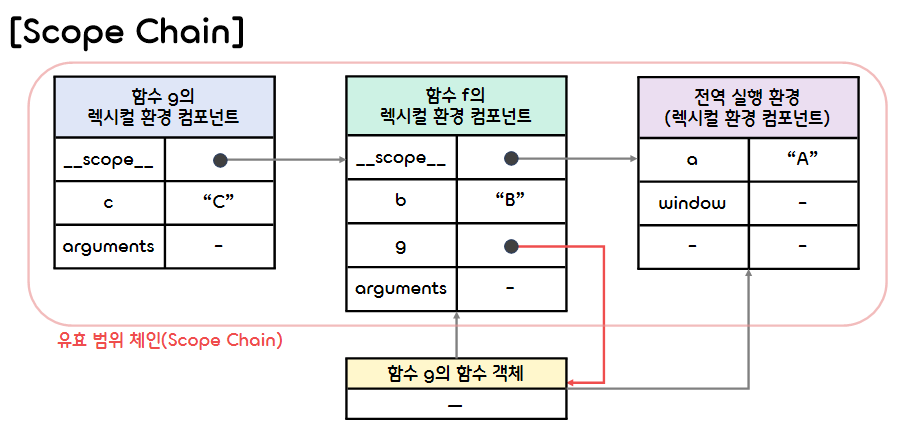 [Scope Chain]
함수 g의
렉시컬 환경 컴포넌트
__scope__
c
“C”
arguments
-
함수 f의
렉시컬 환경 컴포넌트
__scope__
b
“B”
g
arguments
-
전역 실행 환경
(렉시컬 환경 컴포넌트)
a
“A”
window
-
-
-
유효 범위 체인(Scope Chain)
함수 g의 함수 객체
—